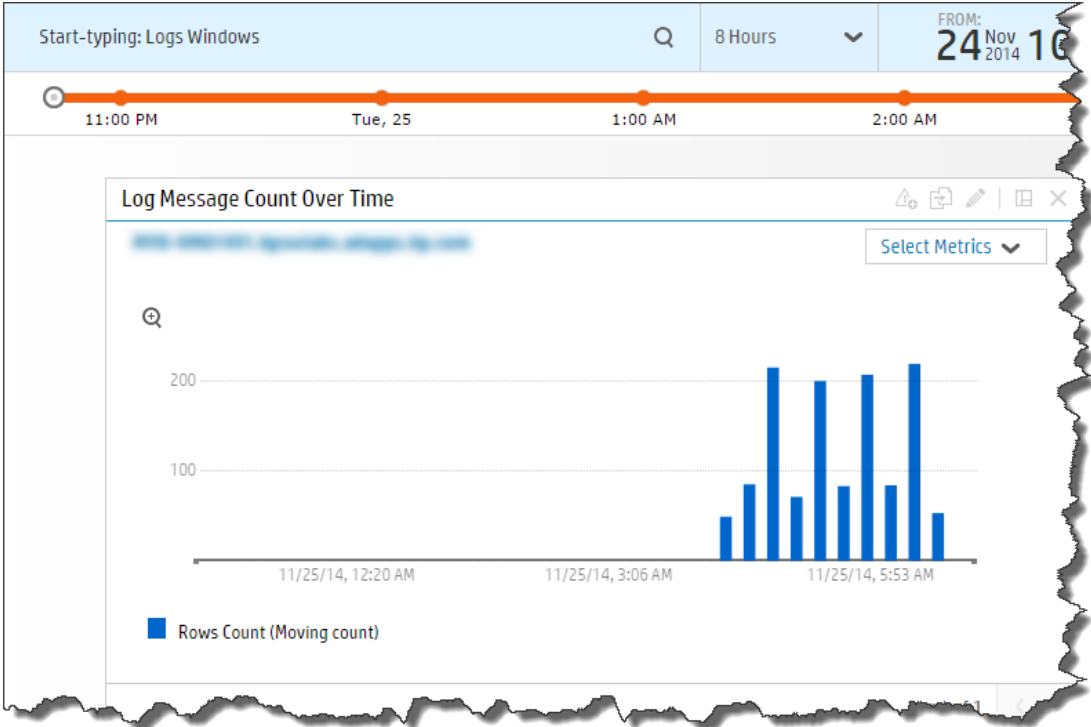 Start-typing: Logs Windows
8 Hours
FROM:
24 Nov 2014
11:00 PM
Tue, 25
1:00 AM
2:00 AM
Log Message Count Over Time
Select Metrics
200
100
11/25/14, 12:20 AM
11/25/14, 3:06 AM
11/25/14, 5:53 AM
Rows Count (Moving count)